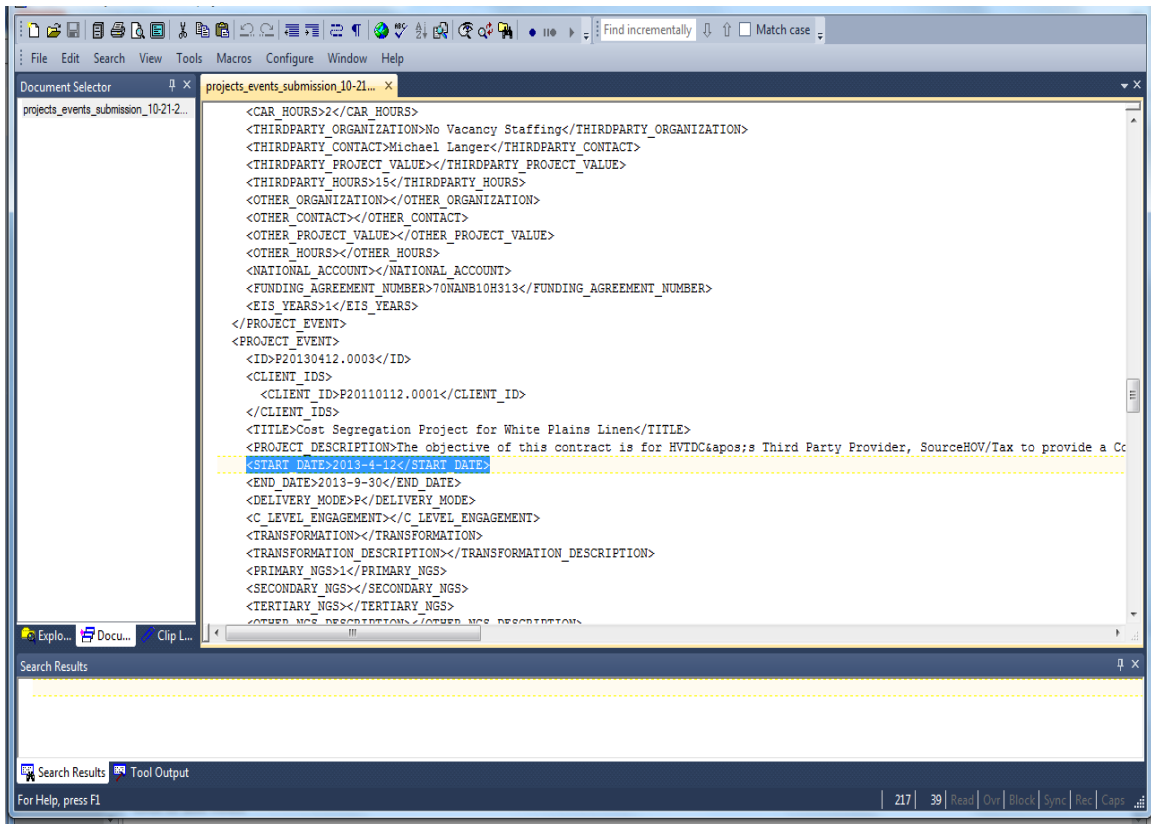 Find incrementally
Match case
File Edit Search View Tools Macros Configure Window Help
Document Selector
projects_events_submission_10-21... ×
projects_events_submission_10-21-2...
<CAR_HOURS>2</CAR_HOURS>
<THIRDPARTY_ORGANIZATION>No Vacancy Staffing</THIRDPARTY_ORGANIZATION>
<THIRDPARTY_CONTACT>Michael Langer</THIRDPARTY_CONTACT>
<THIRDPARTY_PROJECT_VALUE></THIRDPARTY_PROJECT_VALUE>
<THIRDPARTY_HOURS>15</THIRDPARTY_HOURS>
<OTHER_ORGANIZATION></OTHER_ORGANIZATION>
<OTHER_CONTACT></OTHER_CONTACT>
<OTHER_PROJECT_VALUE></OTHER_PROJECT_VALUE>
<OTHER_HOURS></OTHER_HOURS>
<NATIONAL_ACCOUNT></NATIONAL_ACCOUNT>
<FUNDING_AGREEMENT_NUMBER>70NANB10H313</FUNDING_AGREEMENT_NUMBER>
<EIS_YEARS>1</EIS_YEARS>
</PROJECT_EVENT>
<PROJECT_EVENT>
<ID>P20130412.0003</ID>
<CLIENT_IDS>
<CLIENT_ID>P20110112.0001</CLIENT_ID>
</CLIENT_IDS>
<TITLE>Cost Segregation Project for White Plains Linen</TITLE>
<PROJECT_DESCRIPTION>The objective of this contract is for HVTDC&apos;s Third Party Provider, SourceHOV/Tax to provide a Co
<START_DATE>2013-4-12</START_DATE>
<END_DATE>2013-9-30</END_DATE>
<DELIVERY_MODE>P</DELIVERY_MODE>
<C_LEVEL_ENGAGEMENT></C_LEVEL_ENGAGEMENT>
<TRANSFORMATION></TRANSFORMATION>
<TRANSFORMATION_DESCRIPTION></TRANSFORMATION_DESCRIPTION>
<PRIMARY_NGS>1</PRIMARY_NGS>
<SECONDARY_NGS></SECONDARY_NGS>
<TERTIARY_NGS></TERTIARY_NGS>
<OTHER_NGS_DESCRIPTION></OTHER_NGS_DESCRIPTION>
Explo... Docu... Clip L...
Search Results
Search Results Tool Output
For Help, press F1 217 39 Read Ovr Block Sync Rec Caps